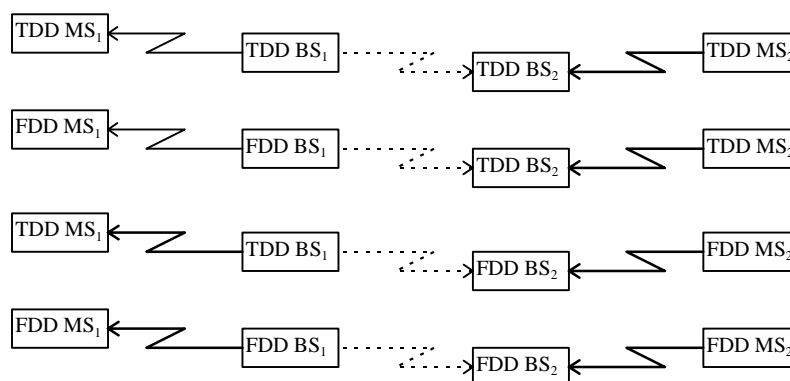 TDD MS₁ TDD BS₁ TDD BS₂ TDD MS₂
FDD MS₁ FDD BS₁ TDD BS₂ TDD MS₂
TDD MS₁ TDD BS₁ FDD BS₂ FDD MS₂
FDD MS₁ FDD BS₁ FDD BS₂ FDD MS₂